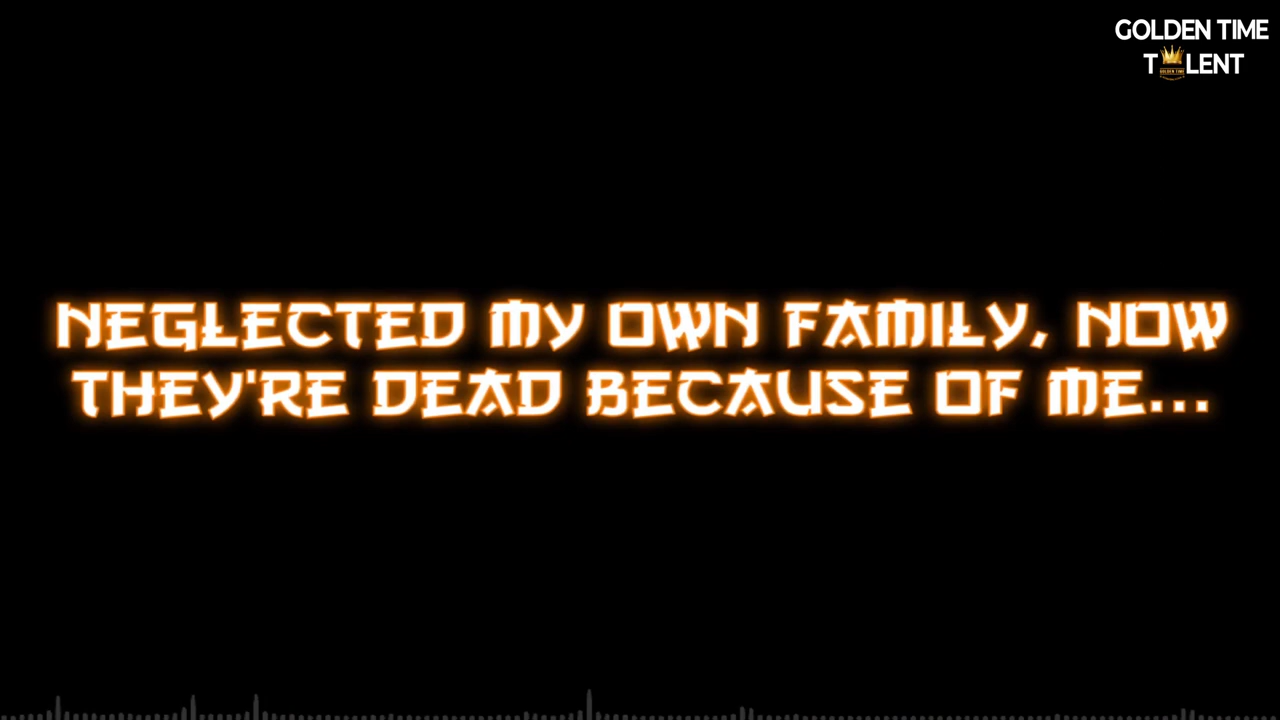 GOLDEN TIME
TALENT
NEGLECTED MY OWN FAMILY, NOW
THEY'RE DEAD BECAUSE OF ME...